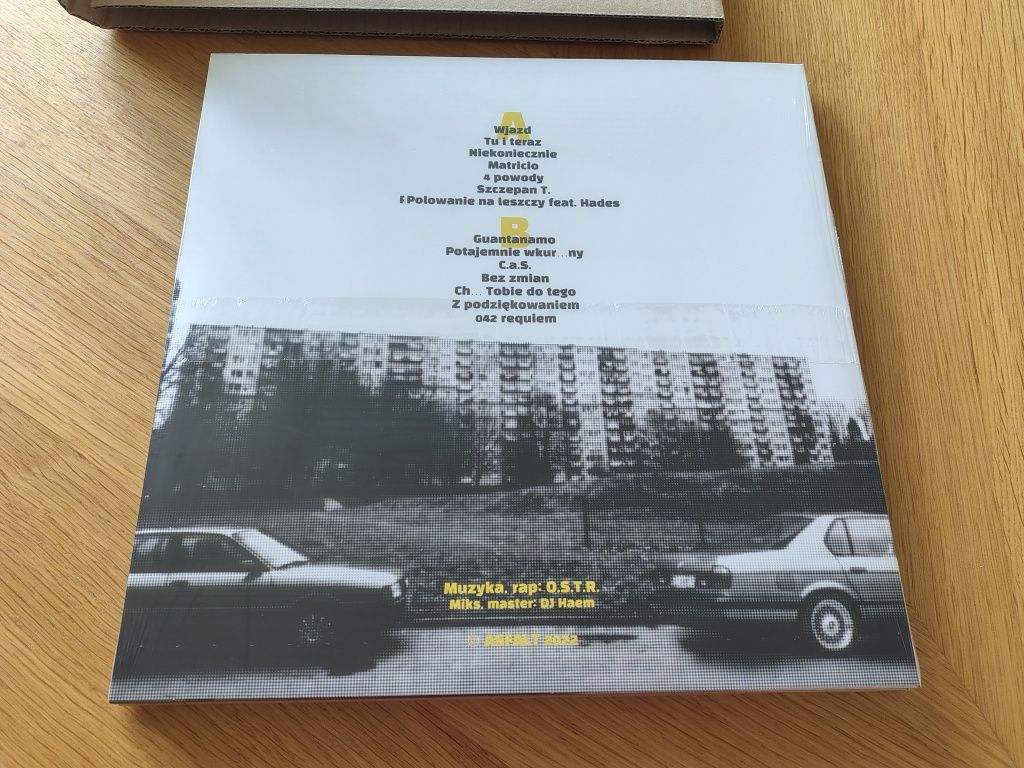 A
Wjazd
Tu i teraz
Niekoniecznie
Matricio
4 powody
Szczepan T.
Polowanie na leszczy feat. Hades
B
Guantanamo
Potajemnie wkur...ny
C.a.S.
Bez zmian
Ch... Tobie do tego
Z podziękowaniem
042 requiem
Muzyka, rap: O.S.T.R.
Miks, master: DJ Haem
© ASFALT 2022